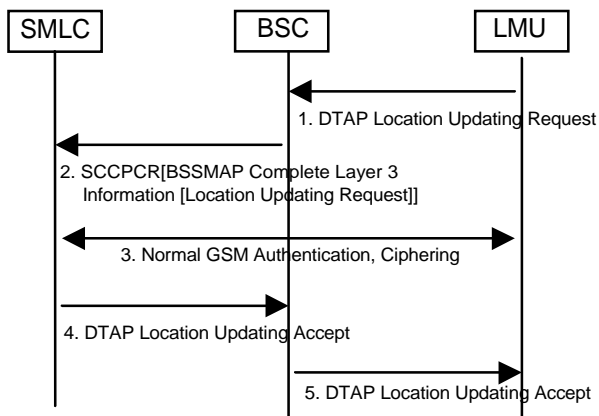 SMLC
BSC
LMU
1. DTAP Location Updating Request
2. SCCPCR[BSSMAP Complete Layer 3
Information [Location Updating Request]]
3. Normal GSM Authentication, Ciphering
4. DTAP Location Updating Accept
5. DTAP Location Updating Accept